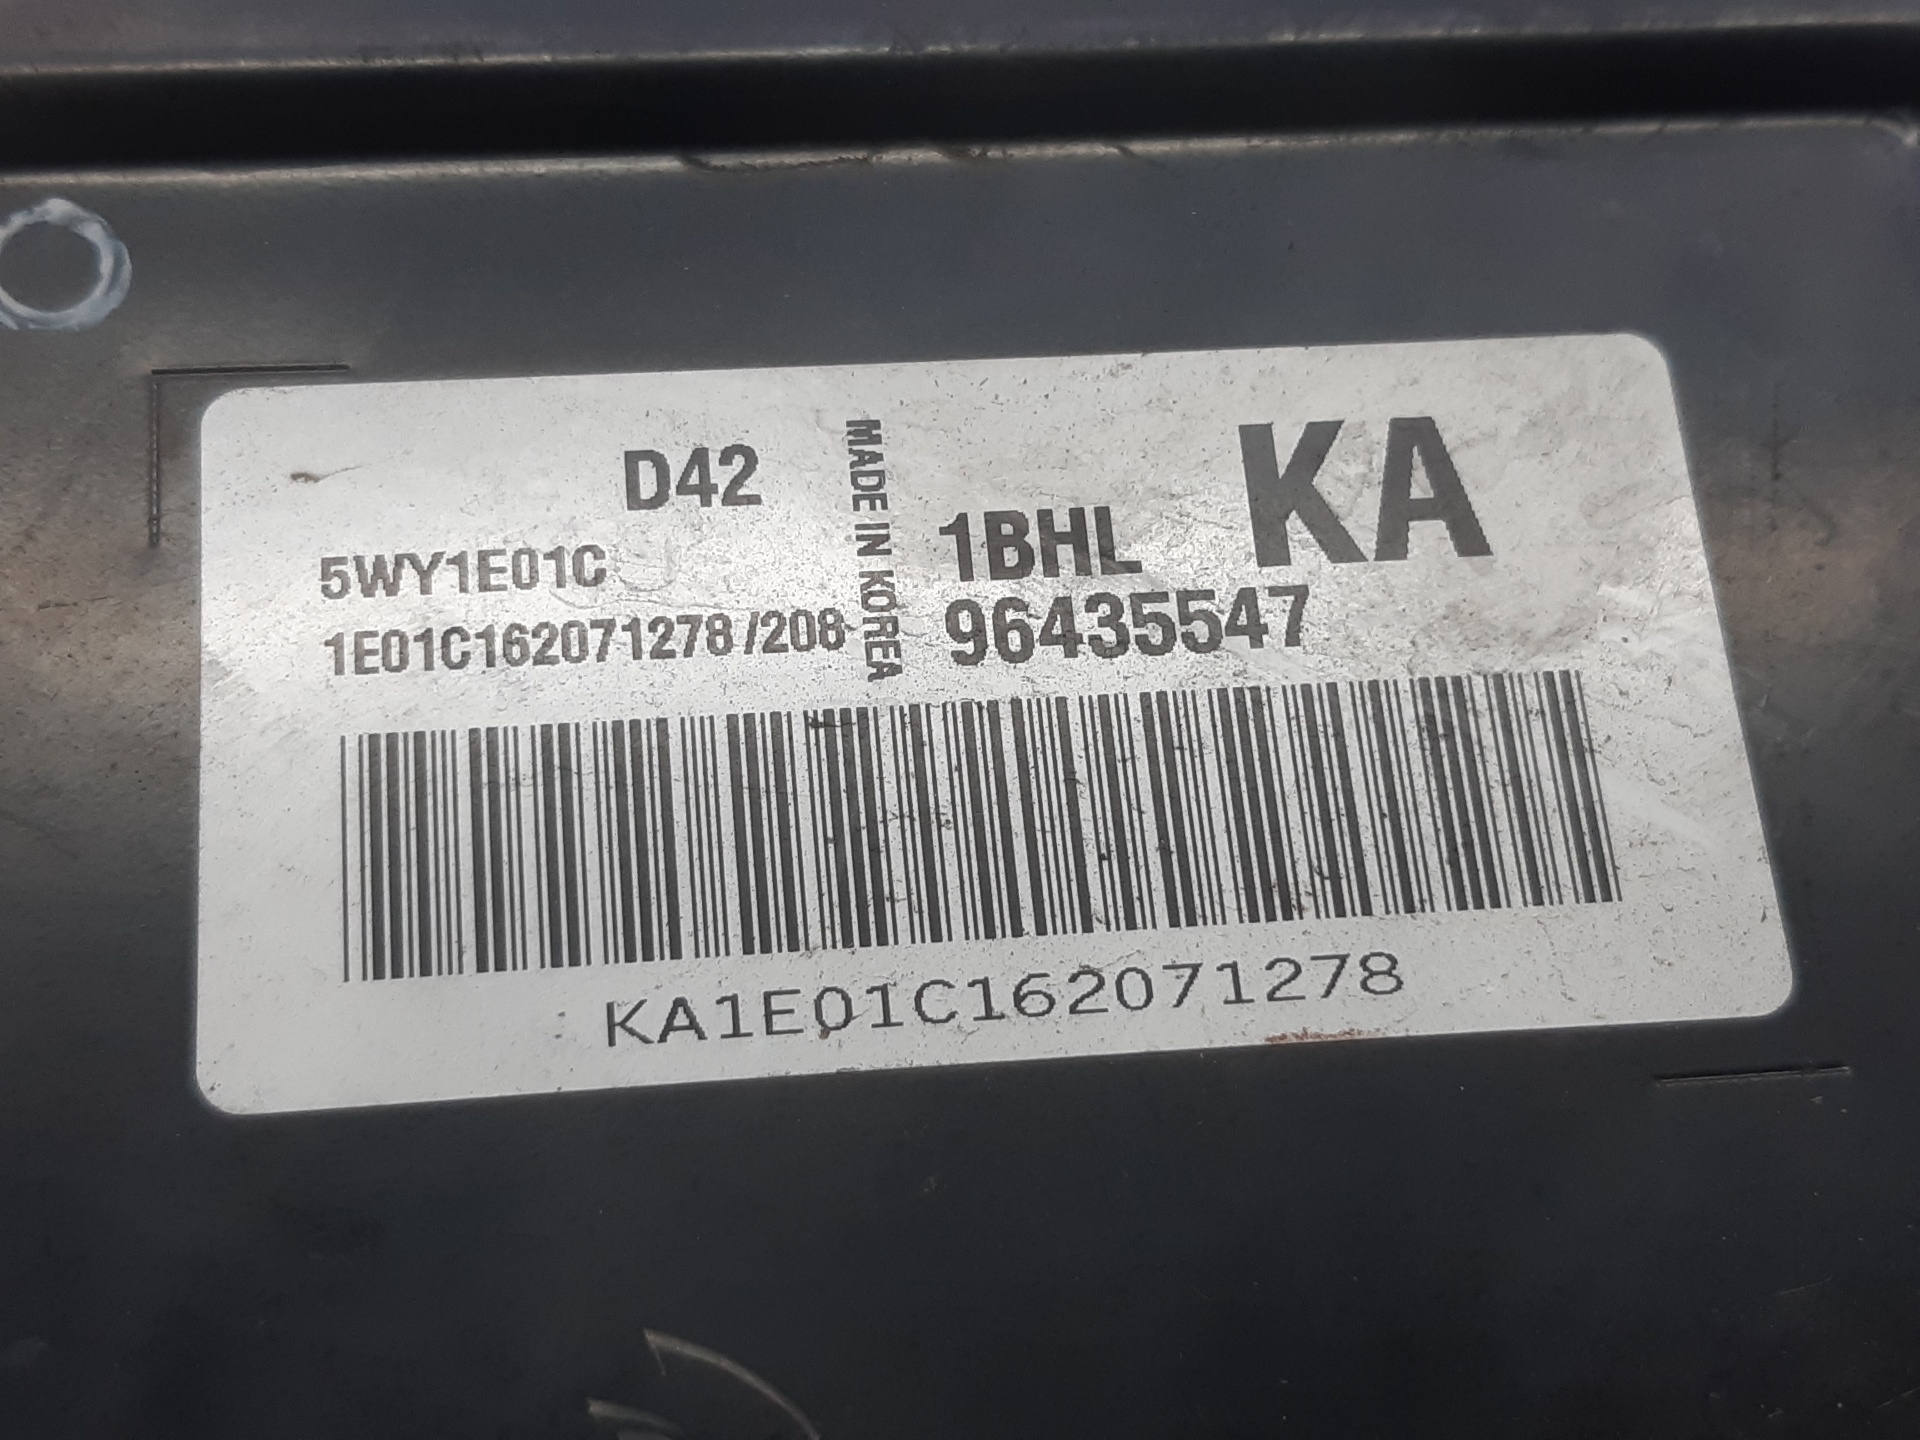 D42
5WY1E01C
1E01C162071278/208
MADE IN KOREA
1BHL
KA
96435547
KA1E01C162071278